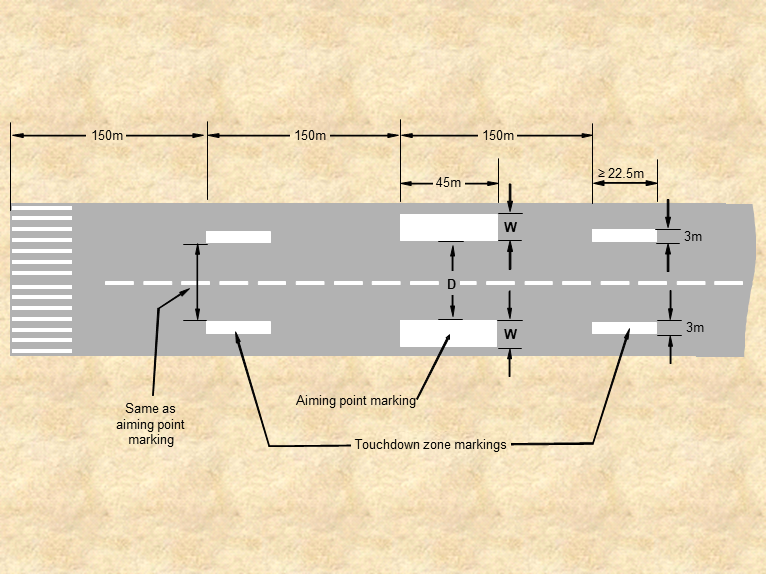 150m
150m
150m
45m
≥ 22.5m
W
3m
D
W
3m
Same as
aiming point
marking
Aiming point marking
Touchdown zone markings